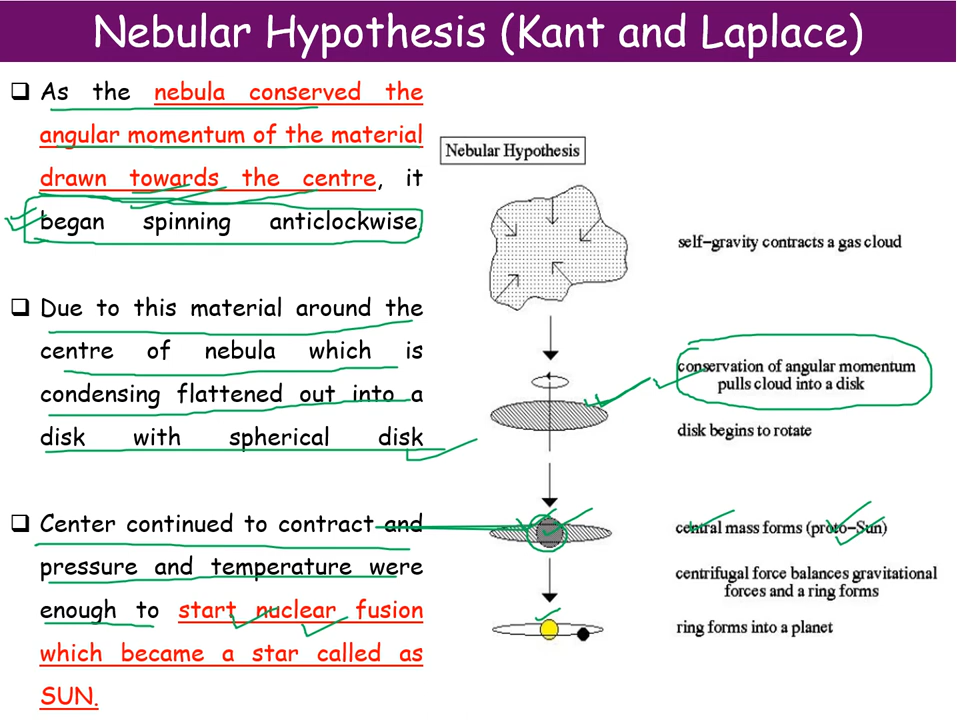 Nebular Hypothesis (Kant and Laplace)
❑ As the nebula conserved the
angular momentum of the material
drawn towards the centre, it
began spinning anticlockwise.
❑ Due to this material around the
centre of nebula which is
condensing flattened out into a
disk with spherical disk
❑ Center continued to contract and
pressure and temperature were
enough to start nuclear fusion
which became a star called as
SUN.
Nebular Hypothesis
self-gravity contracts a gas cloud
conservation of angular momentum
pulls cloud into a disk
disk begins to rotate
central mass forms (proto-Sun)
centrifugal force balances gravitational
forces and a ring forms
ring forms into a planet